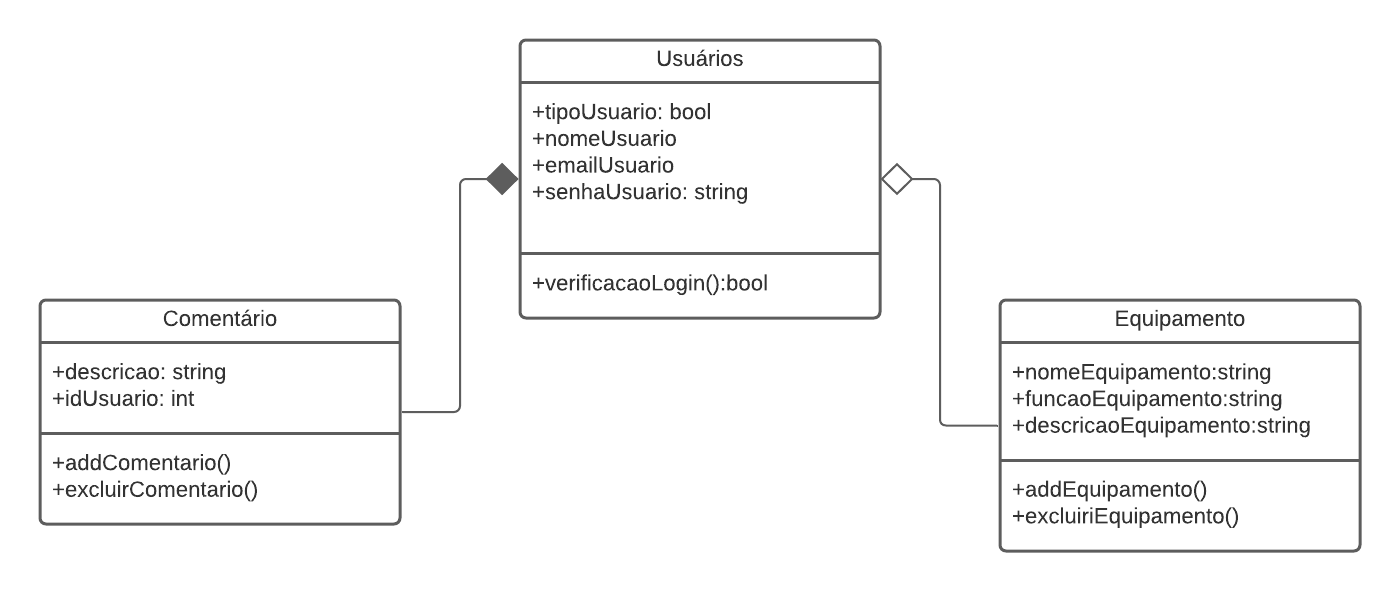 Usuários
+tipoUsuario: bool
+nomeUsuario
+emailUsuario
+senhaUsuario: string
+verificacaoLogin():bool
Comentário
+descricao: string
+idUsuario: int
+addComentario()
+excluirComentario()
Equipamento
+nomeEquipamento:string
+funcaoEquipamento:string
+descricaoEquipamento:string
+addEquipamento()
+excluiriEquipamento()